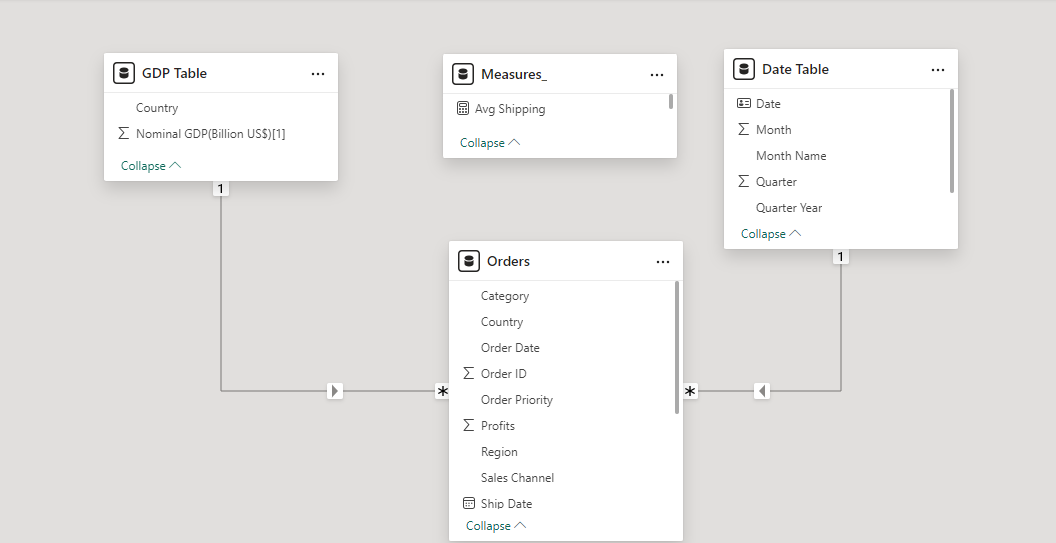 GDP Table
Country
Nominal GDP(Billion US$)[1]
Collapse
Measures_
Avg Shipping
Collapse
Date Table
Date
Month
Month Name
Quarter
Quarter Year
Collapse
1
1
Orders
Category
Country
Order Date
Order ID
Order Priority
Profits
Region
Sales Channel
Ship Date
Collapse
*
*